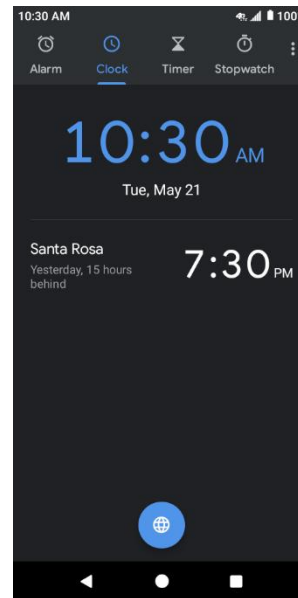 10:30 AM 100
Alarm Clock Timer Stopwatch
10:30 AM
Tue, May 21
Santa Rosa
Yesterday, 15 hours
behind
7:30 PM